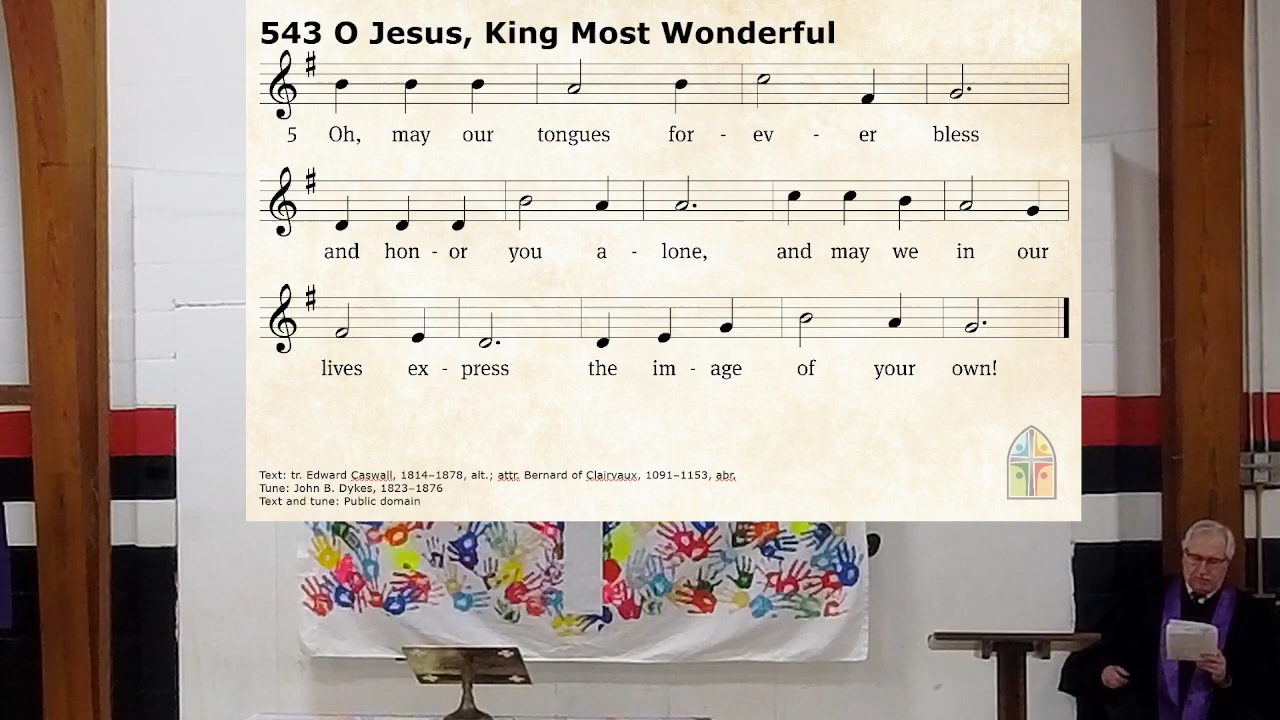 543 O Jesus, King Most Wonderful
5 Oh, may our tongues for - ev - er bless
and hon - or you a - lone, and may we in our
lives ex - press the im - age of your own!
Text: tr. Edward Caswall, 1814–1878, alt.; attr. Bernard of Clairvaux, 1091–1153, abr.
Tune: John B. Dykes, 1823–1876
Text and tune: Public domain